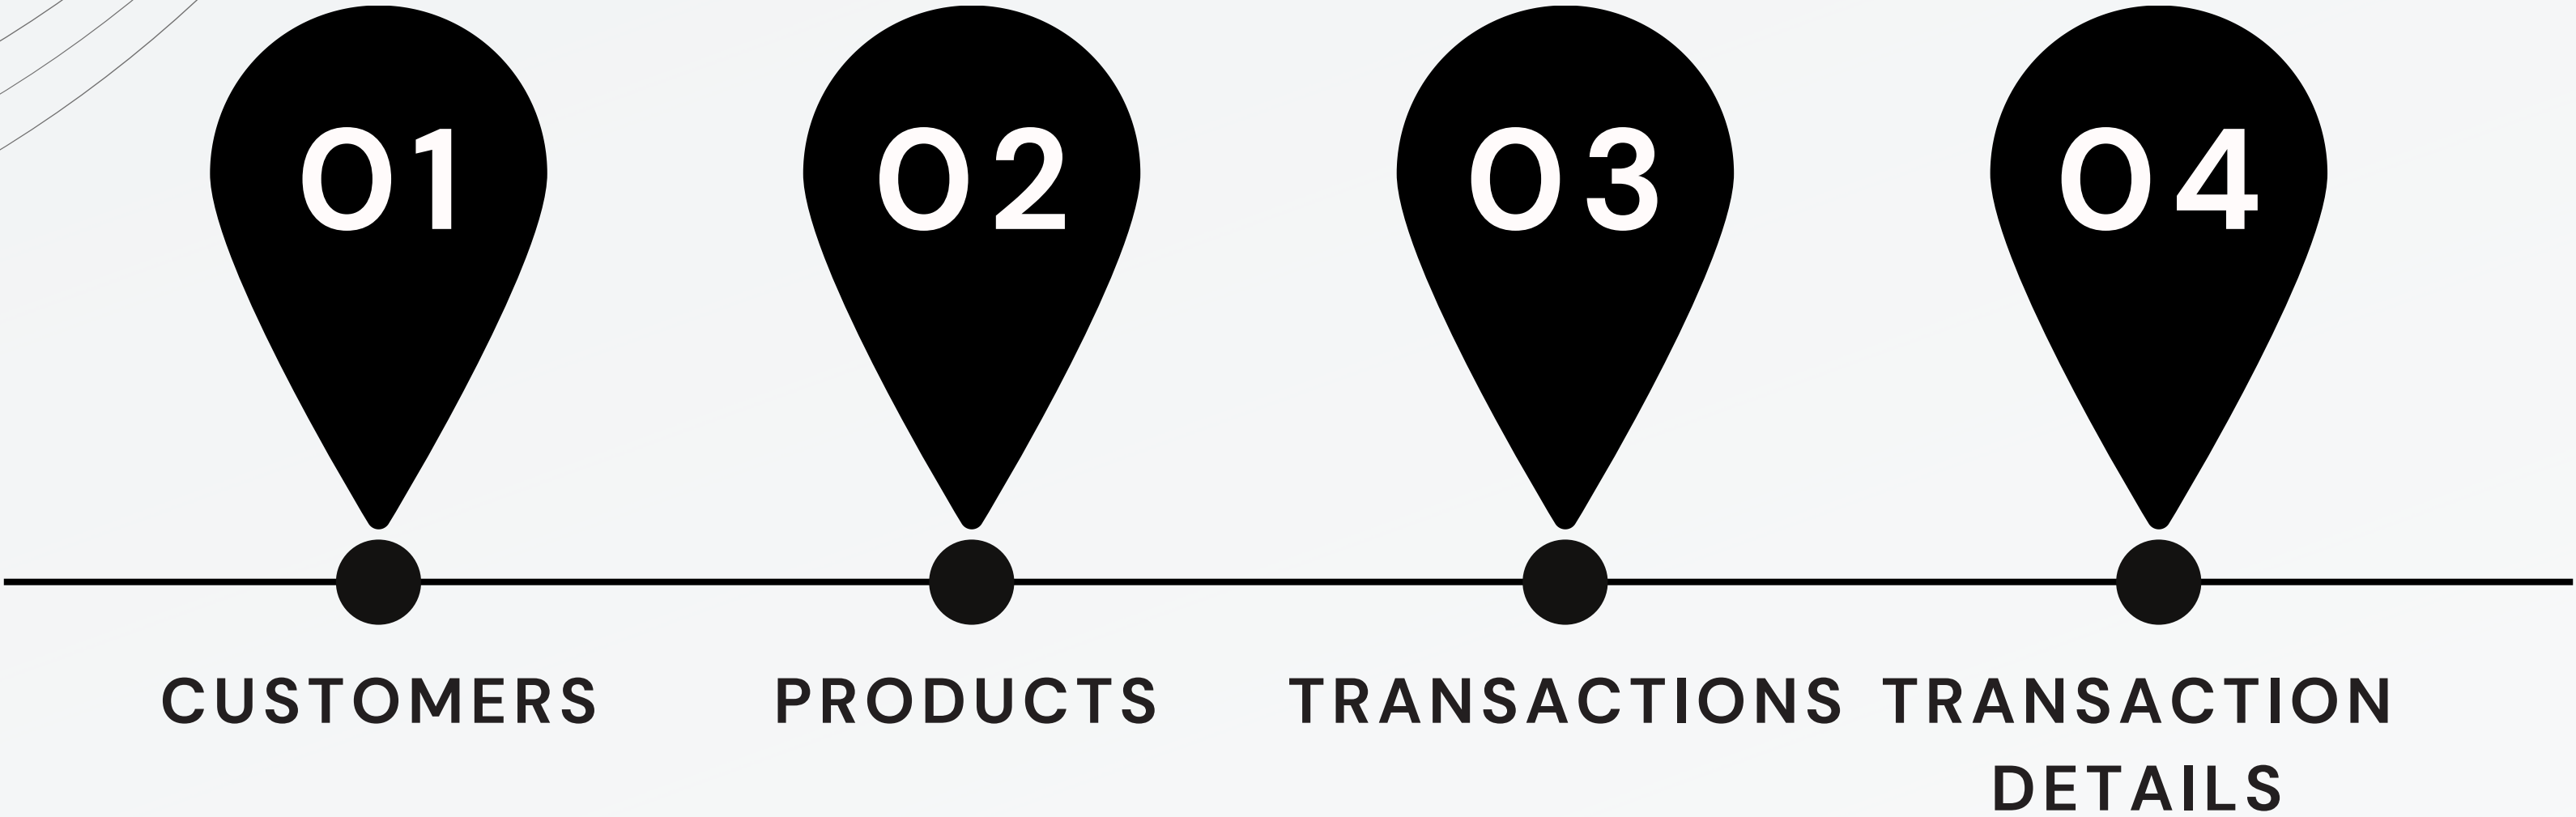 01
02
03
04
CUSTOMERS
PRODUCTS
TRANSACTIONS
TRANSACTION
DETAILS